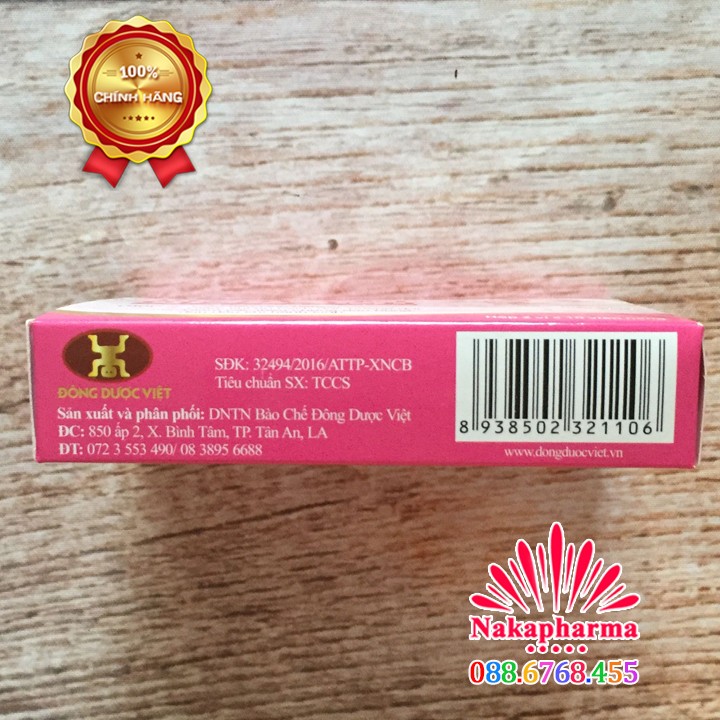 100%
CHÍNH HÃNG
ĐÔNG DƯỢC VIỆT
SĐK: 32494/2016/ATTP-XNCB
Tiêu chuẩn SX: TCCS
Sản xuất và phân phối: DNTN Bào Chế Đông Dược Việt
ĐC: 850 ấp 2, X. Bình Tâm, TP. Tân An, LA
ĐT: 072 3 553 490/ 08 3895 6688
8 938502 321106
www.dongduocviet.vn
Nakapharma
088.6768.455